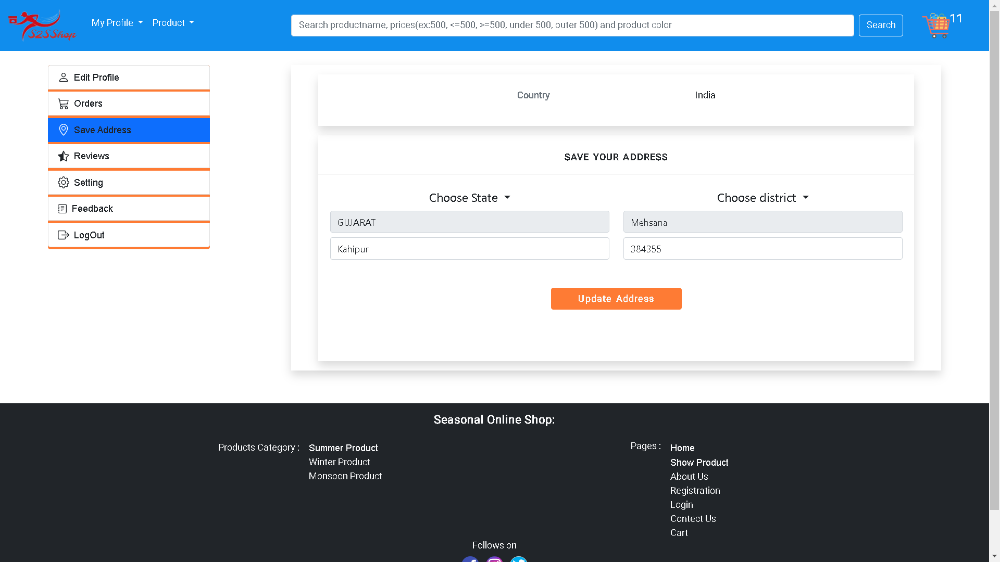 S2SShop
My Profile
Product
Search productname, prices(ex:500, <=500, >=500, under 500, outer 500) and product color
Search
11
Edit Profile
Orders
Save Address
Reviews
Setting
Feedback
LogOut
Country
India
SAVE YOUR ADDRESS
Choose State
Choose district
GUJARAT
Mehsana
Kahipur
384355
Update Address
Seasonal Online Shop:
Products Category :
Summer Product
Winter Product
Monsoon Product
Pages :
Home
Show Product
About Us
Registration
Login
Contect Us
Cart
Follows on